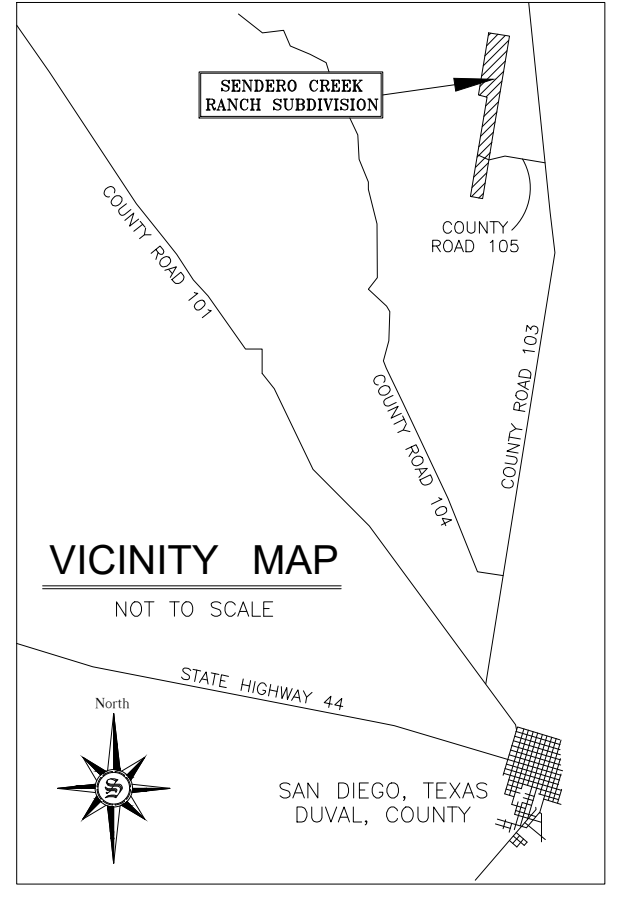 SENDERO CREEK
RANCH SUBDIVISION
COUNTY ROAD 101
COUNTY
ROAD 105
COUNTY ROAD 103
COUNTY ROAD 104
VICINITY MAP
NOT TO SCALE
STATE HIGHWAY 44
North
S
SAN DIEGO, TEXAS
DUVAL, COUNTY